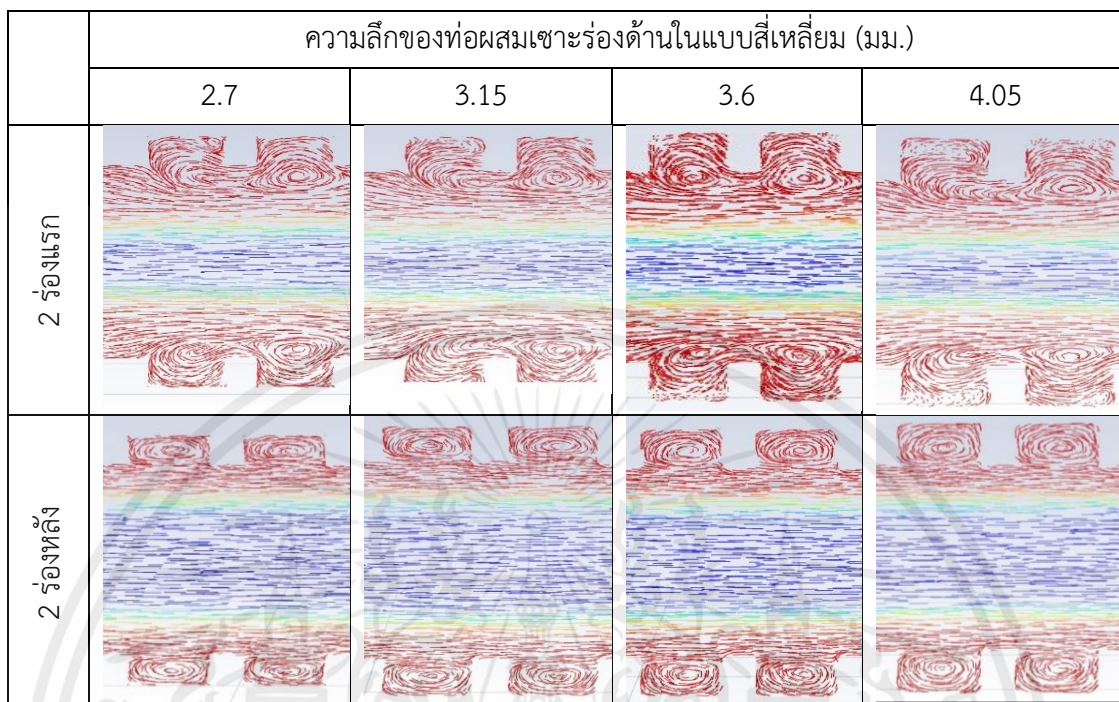 ความลึกของท่อผสมเซาะร่องด้านในแบบสี่เหลี่ยม (มม.)
2.7 3.15 3.6 4.05
2 ร่องแรก
2 ร่องหลัง